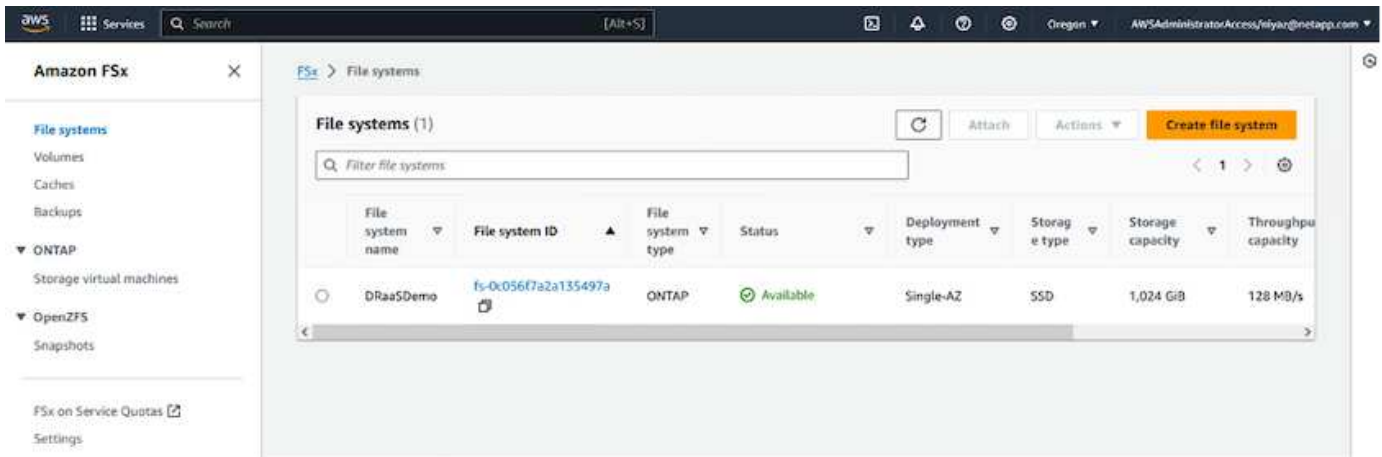 aws
Services
Search
[Alt+S]
Oregon
AWSAdministratorAccess/niyaz@netapp.com
Amazon FSx
File systems
Volumes
Caches
Backups
ONTAP
Storage virtual machines
OpenZFS
Snapshots
FSx on Service Quotas
Settings
FSx > File systems
File systems (1)
Attach
Actions
Create file system
Filter file systems
< 1 >
File
system
name
File system ID
File
system
type
Status
Deployment
type
Storag
e type
Storage
capacity
Throughpu
capacity
DRaaSDemo
fs-0c056f7a2a135497a
ONTAP
Available
Single-AZ
SSD
1,024 GiB
128 MB/s